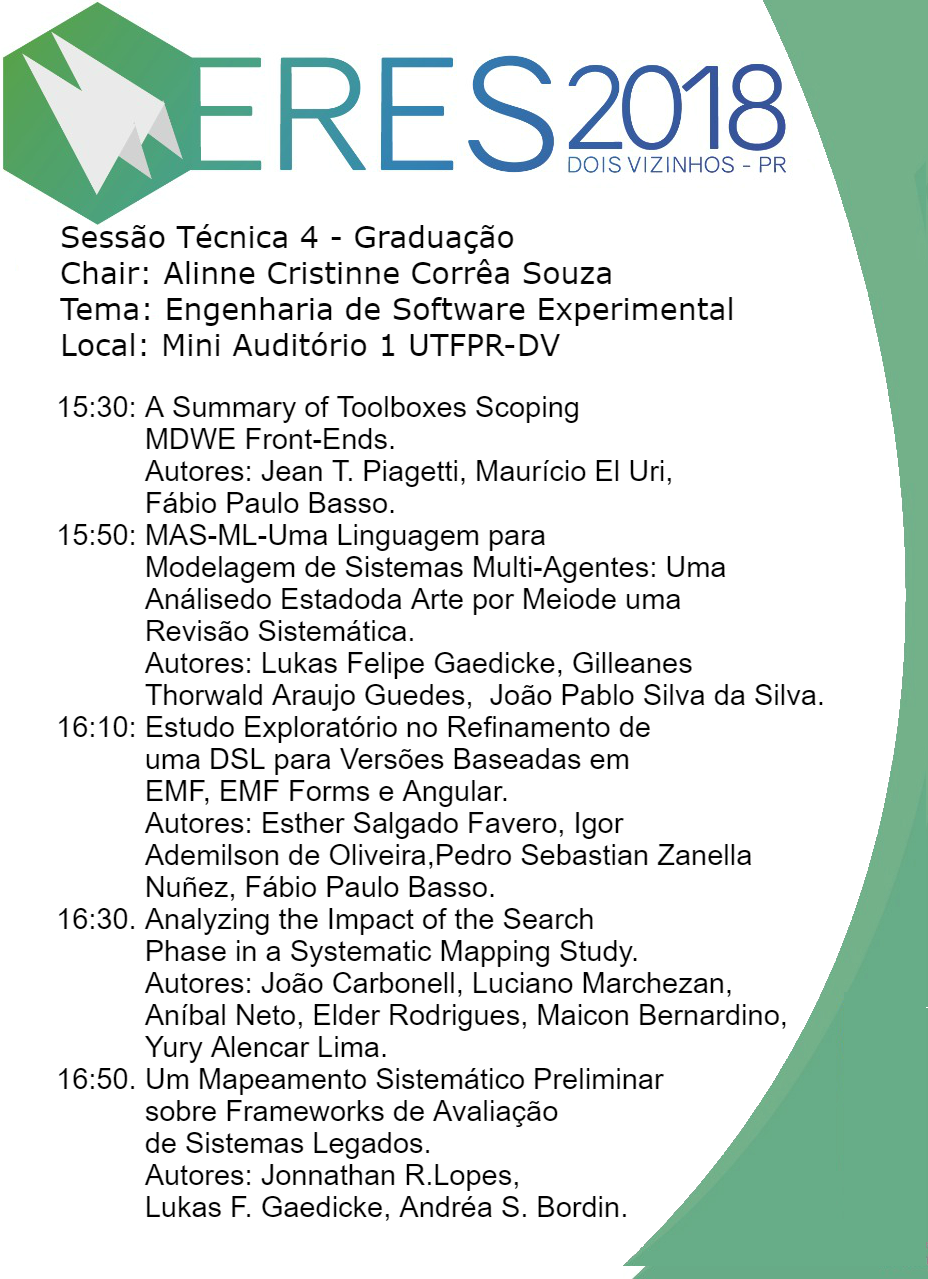 ERES 2018
DOIS VIZINHOS - PR
Sessão Técnica 4 - Graduação
Chair: Alinne Cristinne Corrêa Souza
Tema: Engenharia de Software Experimental
Local: Mini Auditório 1 UTFPR-DV
15:30: A Summary of Toolboxes Scoping
MDWE Front-Ends.
Autores: Jean T. Piagetti, Maurício El Uri,
Fábio Paulo Basso.
15:50: MAS-ML-Uma Linguagem para
Modelagem de Sistemas Multi-Agentes: Uma
Análisedo Estadoda Arte por Meiode uma
Revisão Sistemática.
Autores: Lukas Felipe Gaedicke, Gilleanes
Thorwald Araujo Guedes,  João Pablo Silva da Silva.
16:10: Estudo Exploratório no Refinamento de
uma DSL para Versões Baseadas em
EMF, EMF Forms e Angular.
Autores: Esther Salgado Favero, Igor
Ademilson de Oliveira,Pedro Sebastian Zanella
Nuñez, Fábio Paulo Basso.
16:30. Analyzing the Impact of the Search
Phase in a Systematic Mapping Study.
Autores: João Carbonell, Luciano Marchezan,
Aníbal Neto, Elder Rodrigues, Maicon Bernardino,
Yury Alencar Lima.
16:50. Um Mapeamento Sistemático Preliminar
sobre Frameworks de Avaliação
de Sistemas Legados.
Autores: Jonnathan R.Lopes,
Lukas F. Gaedicke, Andréa S. Bordin.